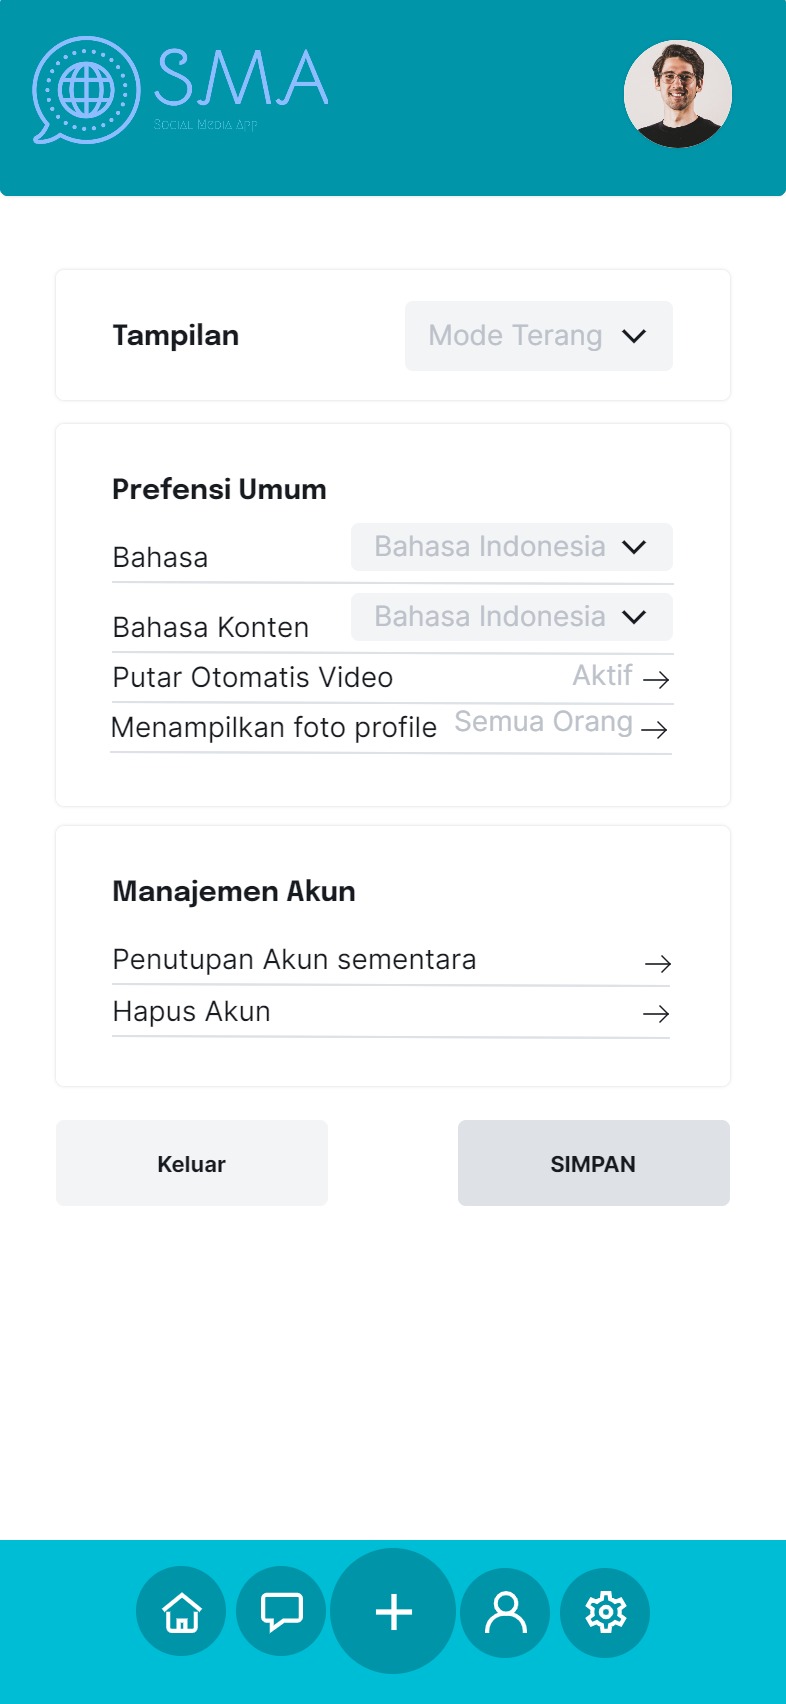 SMA
Social Media App
Tampilan
Mode Terang
Prefensi Umum
Bahasa
Bahasa Indonesia
Bahasa Konten
Bahasa Indonesia
Putar Otomatis Video
Aktif
Menampilkan foto profile
Semua Orang
Manajemen Akun
Penutupan Akun sementara
Hapus Akun
Keluar
SIMPAN